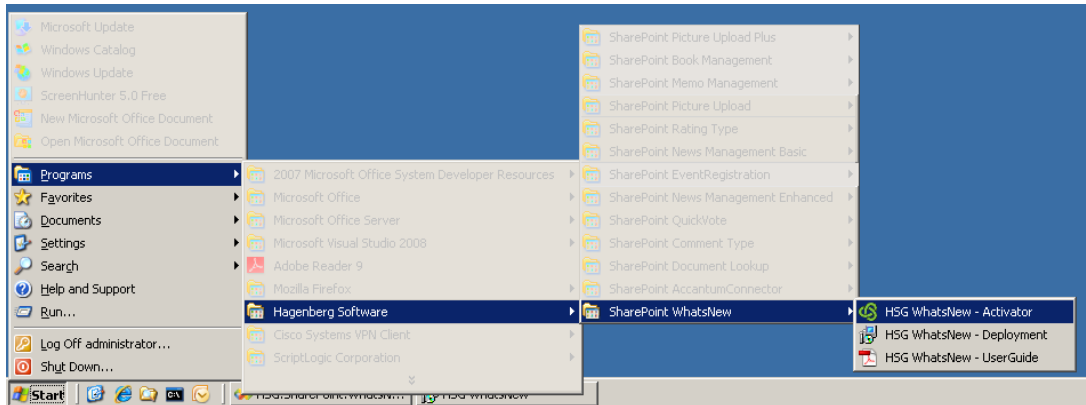 Microsoft Update
Windows Catalog
Windows Update
ScreenHunter 5.0 Free
New Microsoft Office Document
Open Microsoft Office Document
Programs
Favorites
Documents
Settings
Search
Help and Support
Run...
Log Off administrator...
Shut Down...
2007 Microsoft Office System Developer Resources
Microsoft Office
Microsoft Office Server
Microsoft Visual Studio 2008
Adobe Reader 9
Mozilla Firefox
Hagenberg Software
Cisco Systems VPN Client
ScriptLogic Corporation
SharePoint Picture Upload Plus
SharePoint Book Management
SharePoint Memo Management
SharePoint Picture Upload
SharePoint Rating Type
SharePoint News Management Basic
SharePoint EventRegistration
SharePoint News Management Enhanced
SharePoint QuickVote
SharePoint Comment Type
SharePoint Document Lookup
SharePoint AccantumConnector
SharePoint WhatsNew
HSG WhatsNew - Activator
HSG WhatsNew - Deployment
HSG WhatsNew - UserGuide
Start
HSG.SharePoint.WhatsN...
HSG WhatsNew